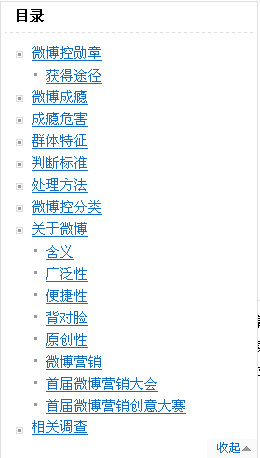 目录
微博控勋章
获得途径
微博成瘾
成瘾危害
群体特征
判断标准
处理方法
微博控分类
关于微博
含义
广泛性
便捷性
背对脸
原创性
微博营销
首届微博营销大会
首届微博营销创意大赛
相关调查
收起